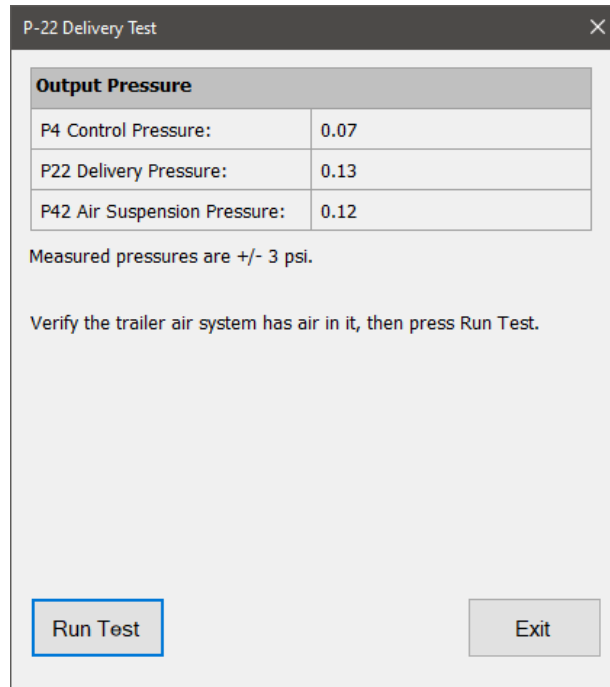 P-22 Delivery Test
Output Pressure
P4 Control Pressure: 0.07
P22 Delivery Pressure: 0.13
P42 Air Suspension Pressure: 0.12
Measured pressures are +/- 3 psi.
Verify the trailer air system has air in it, then press Run Test.
Run Test Exit